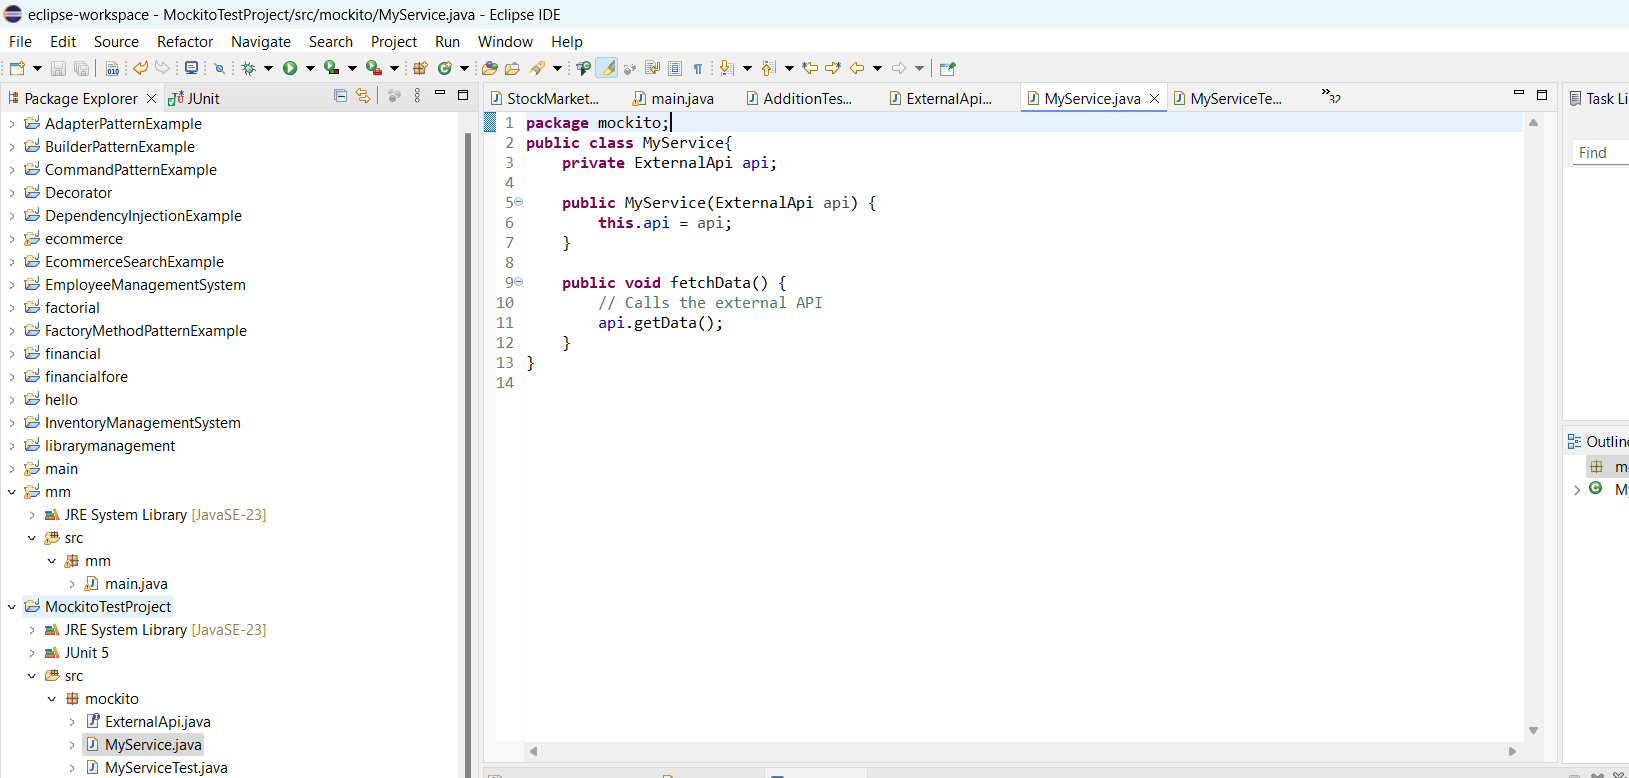 eclipse-workspace - MockitoTestProject/src/mockito/MyService.java - Eclipse IDE
File Edit Source Refactor Navigate Search Project Run Window Help
Package Explorer JUnit
AdapterPatternExample
BuilderPatternExample
CommandPatternExample
Decorator
DependencyInjectionExample
ecommerce
EcommerceSearchExample
EmployeeManagementSystem
factorial
FactoryMethodPatternExample
financial
financialfore
hello
InventoryManagementSystem
librarymanagement
main
mm
JRE System Library [JavaSE-23]
src
mm
main.java
MockitoTestProject
JRE System Library [JavaSE-23]
JUnit 5
src
mockito
ExternalApi.java
MyService.java
MyServiceTest.java
StockMarket... main.java AdditionTes... ExternalApi... MyService.java MyServiceTe... »32
1 package mockito;
2 public class MyService{
3     private ExternalApi api;
4
5     public MyService(ExternalApi api) {
6         this.api = api;
7     }
8
9     public void fetchData() {
10         // Calls the external API
11         api.getData();
12     }
13 }
14
Task Li
Find
Outline
m
My